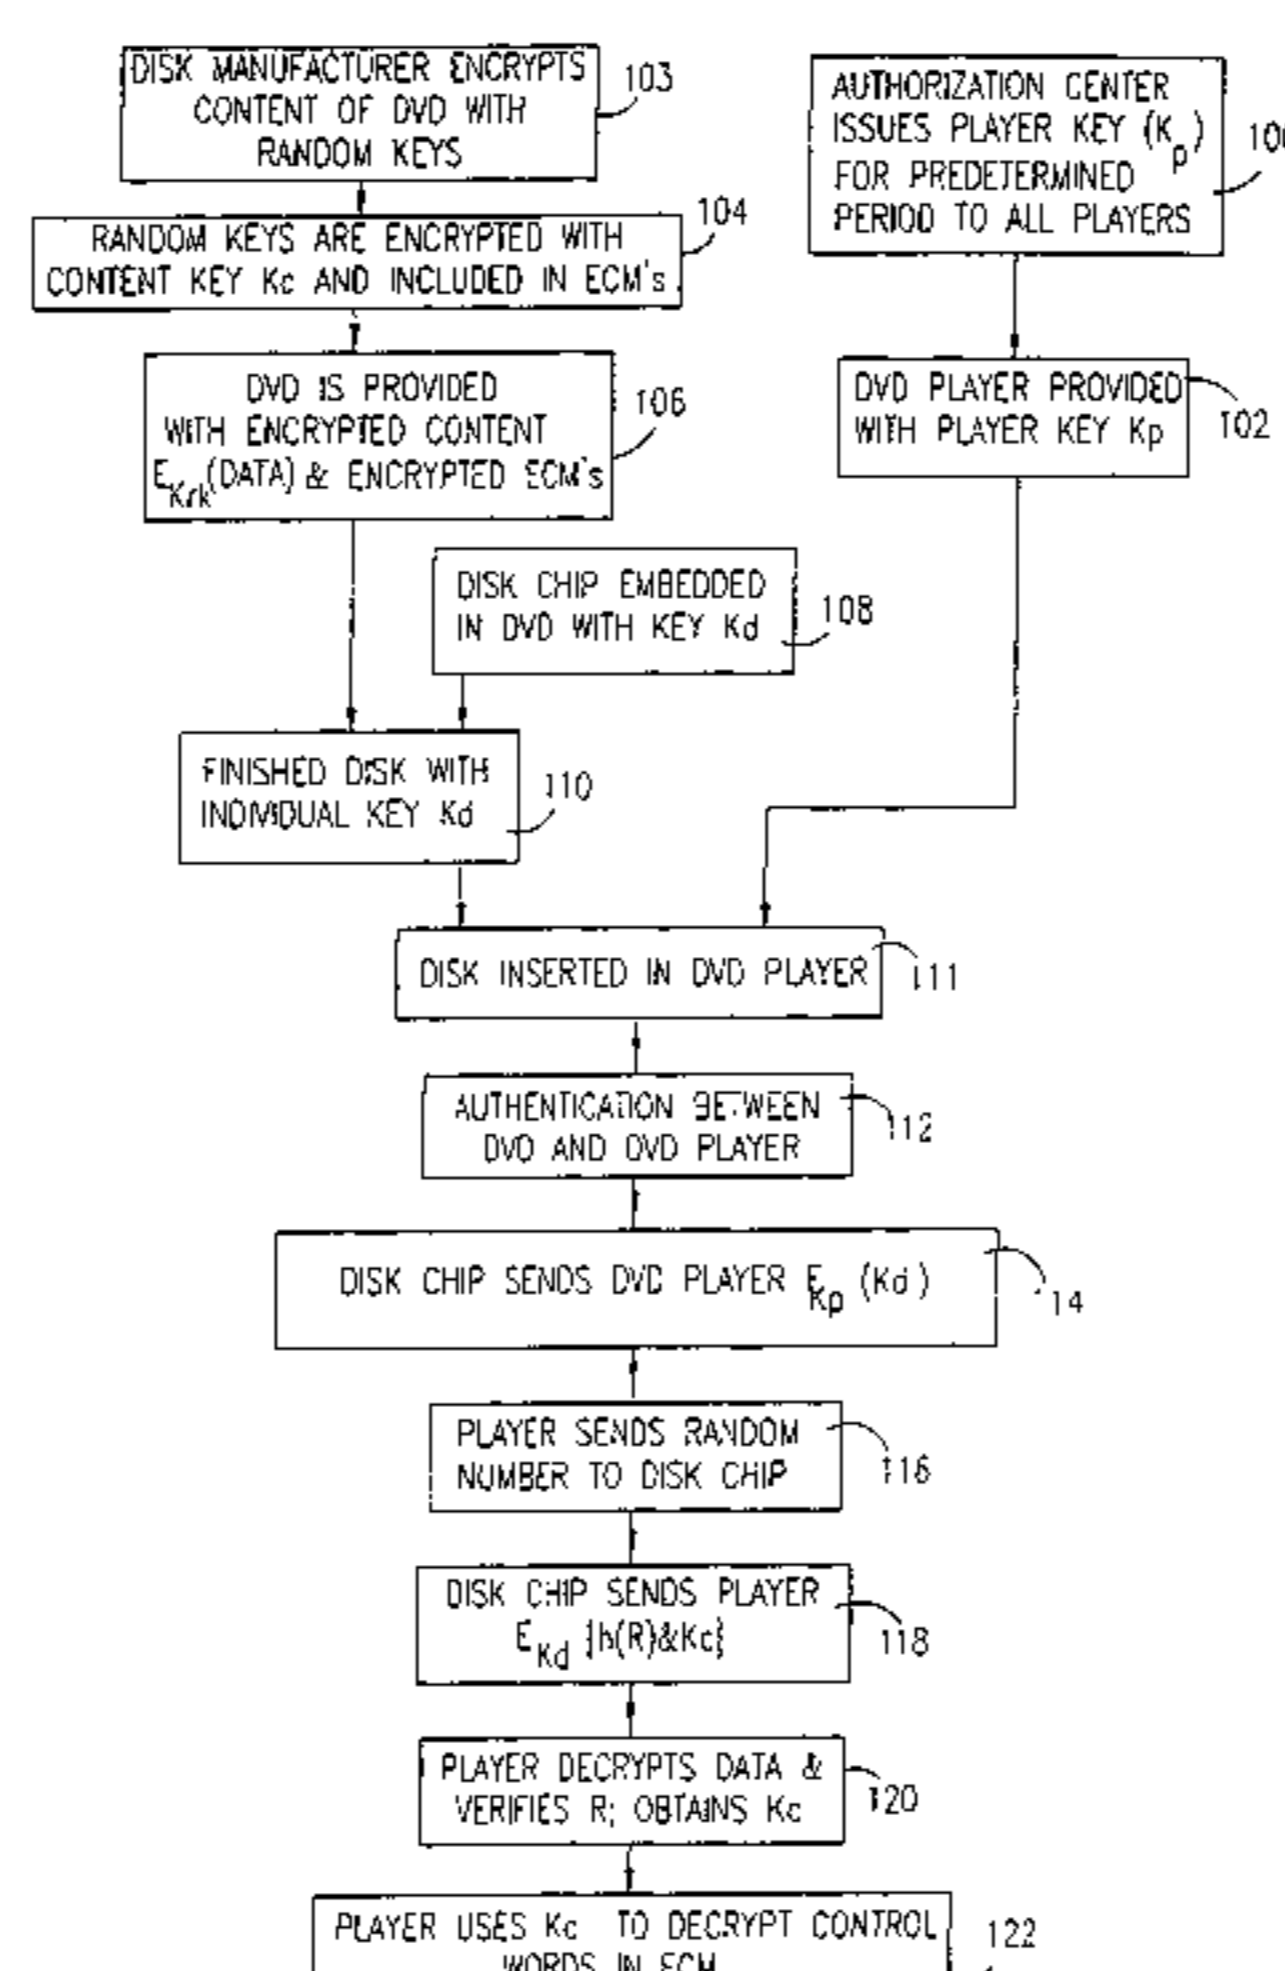 DISK MANUFACTURER ENCRYPTS
CONTENT OF DVD WITH
RANDOM KEYS
103
AUTHORIZATION CENTER
ISSUES PLAYER KEY (Kp)
FOR PREDETERMINED
PERIOD TO ALL PLAYERS
RANDOM KEYS ARE ENCRYPTED WITH
CONTENT KEY Kc AND INCLUDED IN ECM's
104
DVD IS PROVIDED
WITH ENCRYPTED CONTENT
EKrk(DATA) & ENCRYPTED ECM's
106
DVD PLAYER PROVIDED
WITH PLAYER KEY Kp
102
DISK CHIP EMBEDDED
IN DVD WITH KEY Kd
108
FINISHED DISK WITH
INDIVIDUAL KEY Kd
110
DISK INSERTED IN DVD PLAYER
111
AUTHENTICATION BETWEEN
DVD AND DVD PLAYER
112
DISK CHIP SENDS DVD PLAYER EKp (Kd)
14
PLAYER SENDS RANDOM
NUMBER TO DISK CHIP
116
DISK CHIP SENDS PLAYER
EKd {h(R)&Kc}
118
PLAYER DECRYPTS DATA &
VERIFIES R; OBTAINS Kc
120
PLAYER USES Kc TO DECRYPT CONTROL
WORDS IN ECM
122